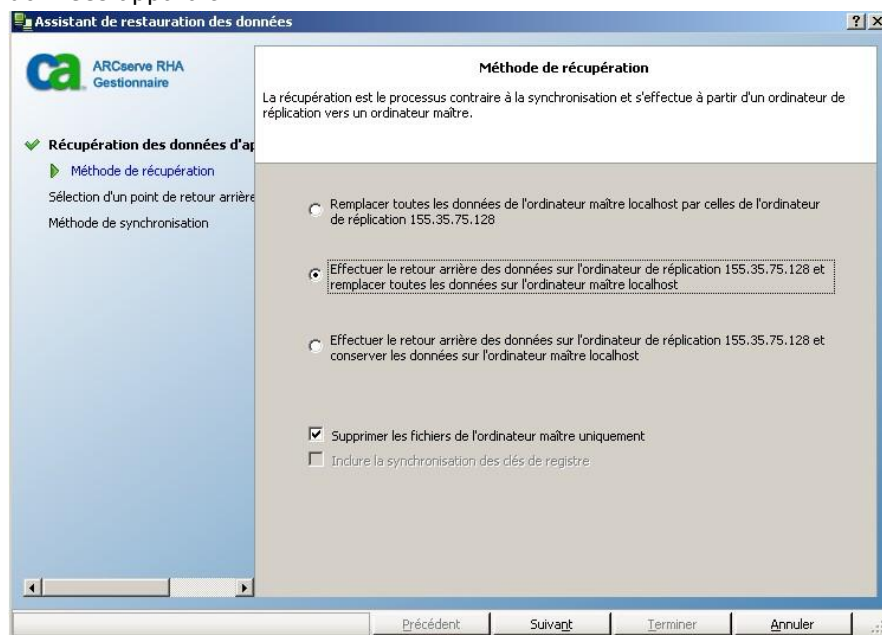 Assistant de restauration des données
ca
ARCserve RHA
Gestionnaire
Méthode de récupération
La récupération est le processus contraire à la synchronisation et s'effectue à partir d'un ordinateur de
réplication vers un ordinateur maître.
Récupération des données d'ap
Méthode de récupération
Sélection d'un point de retour arrière
Méthode de synchronisation
Remplacer toutes les données de l'ordinateur maître localhost par celles de l'ordinateur
de réplication 155.35.75.128
Effectuer le retour arrière des données sur l'ordinateur de réplication 155.35.75.128 et
remplacer toutes les données sur l'ordinateur maître localhost
Effectuer le retour arrière des données sur l'ordinateur de réplication 155.35.75.128 et
conserver les données sur l'ordinateur maître localhost
Supprimer les fichiers de l'ordinateur maître uniquement
Inclure la synchronisation des clés de registre
Précédent Suivant Terminer Annuler